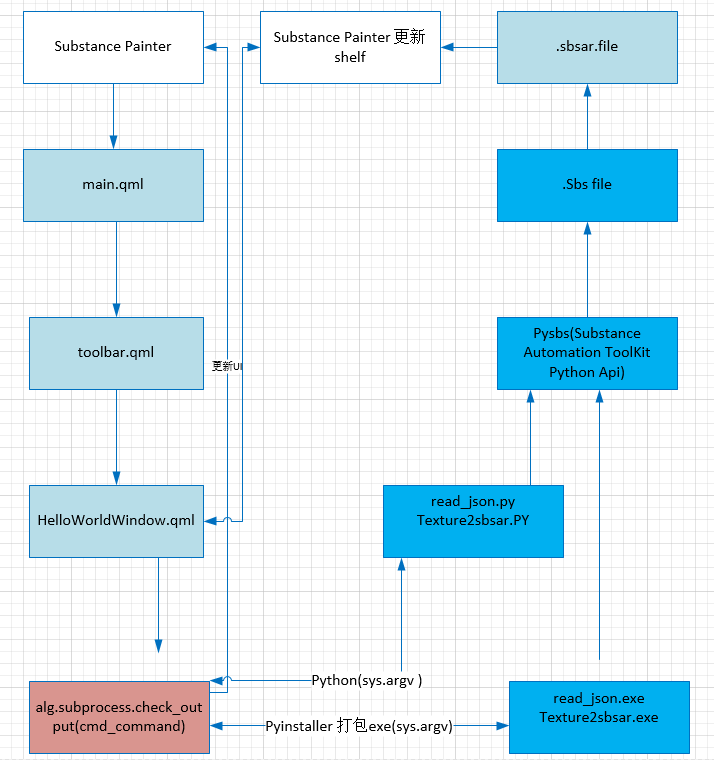 Substance Painter
Substance Painter 更新
shelf
.sbsar.file
main.qml
.Sbs file
toolbar.qml
更新UI
Pysbs(Substance
Automation ToolKit
Python Api)
HelloWorldWindow.qml
read_json.py
Texture2sbsar.PY
Python(sys.argv )
alg.subprocess.check_out
put(cmd_command)
Pyinstaller 打包exe(sys.argv)
read_json.exe
Texture2sbsar.exe